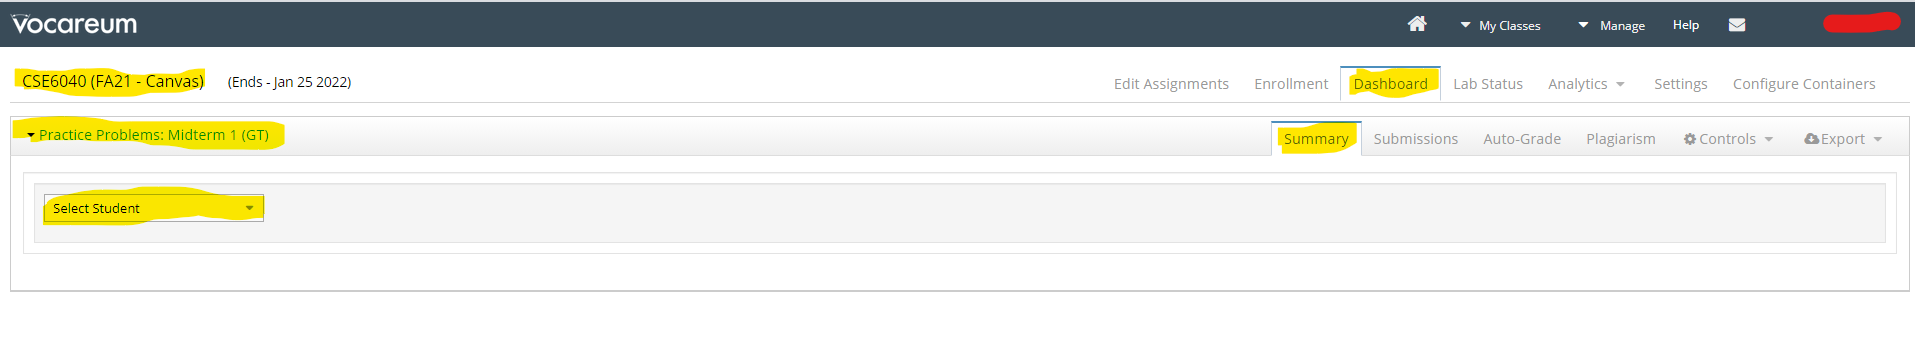 vocareum My Classes Manage Help
CSE6040 (FA21 - Canvas) (Ends - Jan 25 2022) Edit Assignments Enrollment Dashboard Lab Status Analytics Settings Configure Containers
Practice Problems: Midterm 1 (GT) Summary Submissions Auto-Grade Plagiarism Controls Export
Select Student